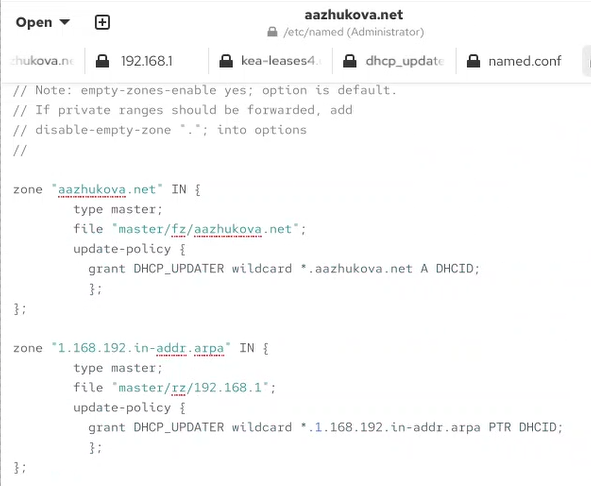 Open
aazhukova.net
/etc/named (Administrator)
192.168.1
kea-leases4.
dhcp_update
named.conf
// Note: empty-zones-enable yes; option is default.
// If private ranges should be forwarded, add
// disable-empty-zone "."; into options
//
zone "aazhukova.net" IN {
type master;
file "master/fz/aazhukova.net";
update-policy {
grant DHCP_UPDATER wildcard *.aazhukova.net A DHCID;
};
};
zone "1.168.192.in-addr.arpa" IN {
type master;
file "master/rz/192.168.1";
update-policy {
grant DHCP_UPDATER wildcard *.1.168.192.in-addr.arpa PTR DHCID;
};
};